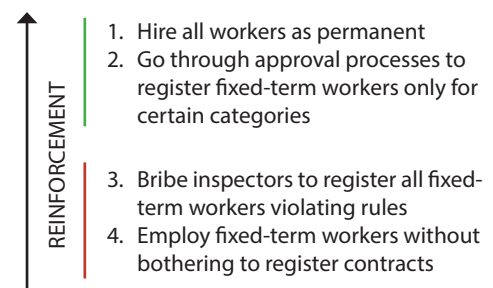 REINFORCEMENT
1. Hire all workers as permanent
2. Go through approval processes to
register fixed-term workers only for
certain categories
3. Bribe inspectors to register all fixed-
term workers violating rules
4. Employ fixed-term workers without
bothering to register contracts